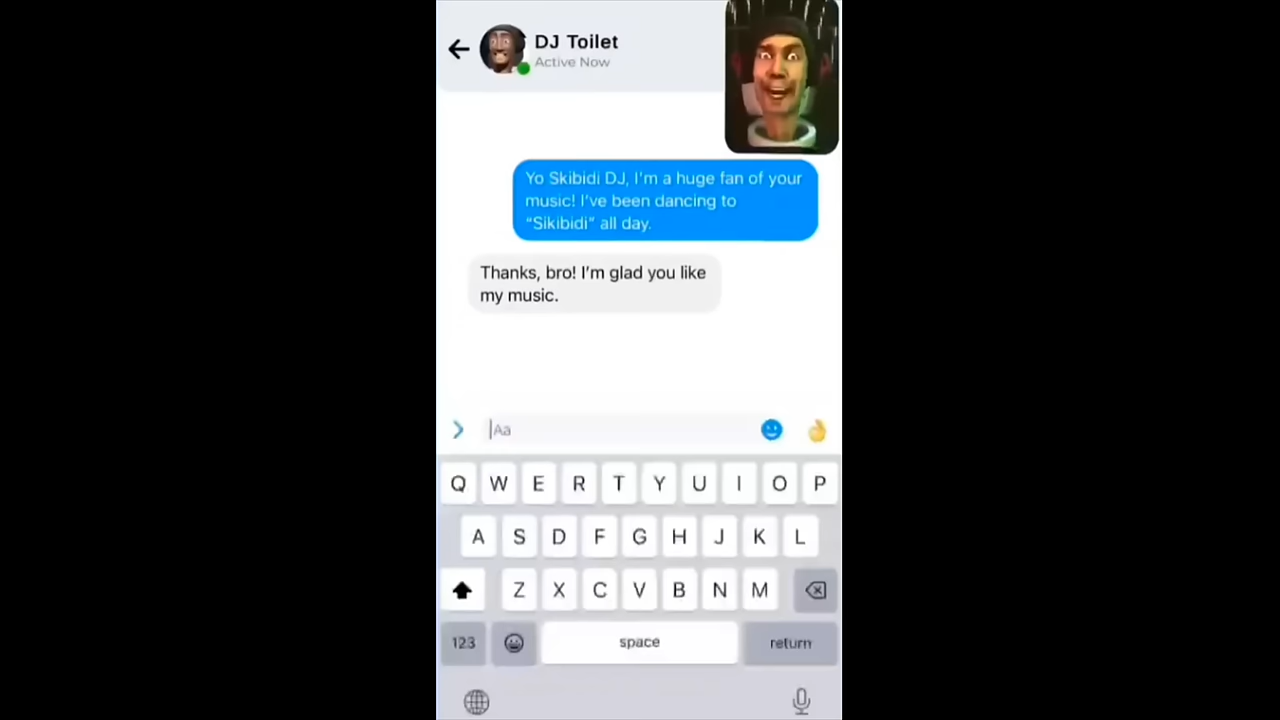 DJ Toilet
Active Now
Yo Skibidi DJ, I'm a huge fan of your
music! I've been dancing to
“Sikibidi” all day.
Thanks, bro! I'm glad you like
my music.
Aa
Q W E R T Y U I O P
A S D F G H J K L
Z X C V B N M
123 space return